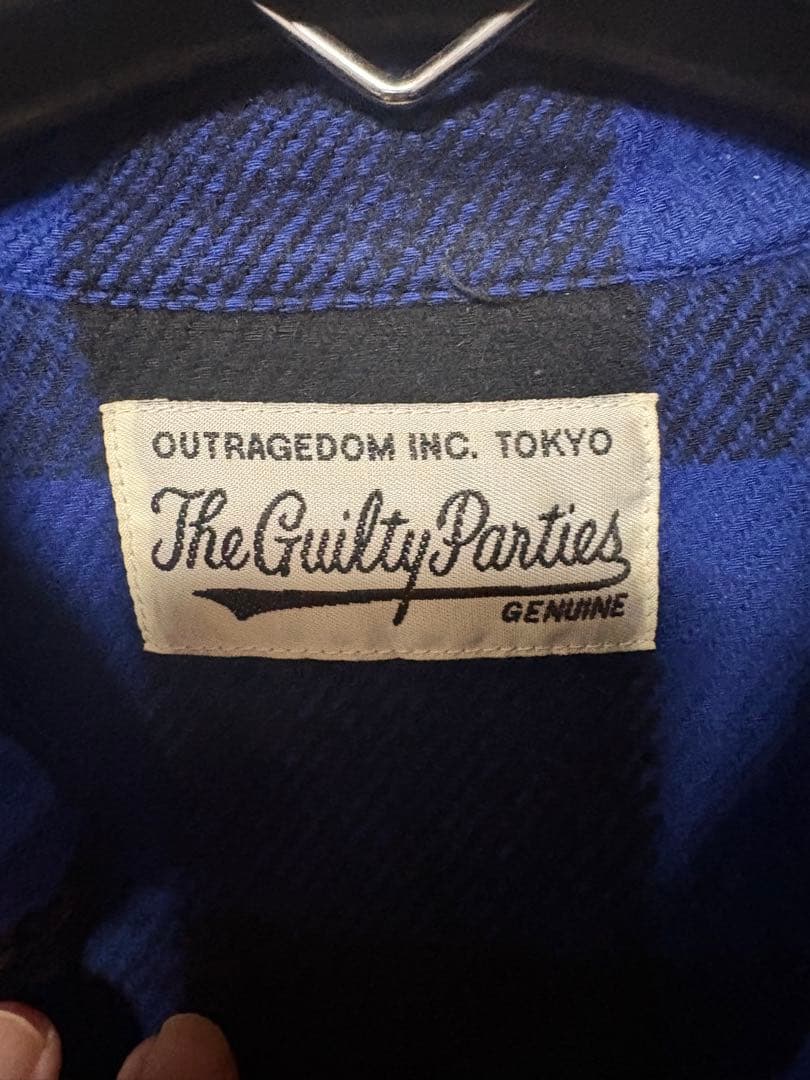 OUTRAGEDOM INC. TOKYO
The Guilty Parties
GENUINE